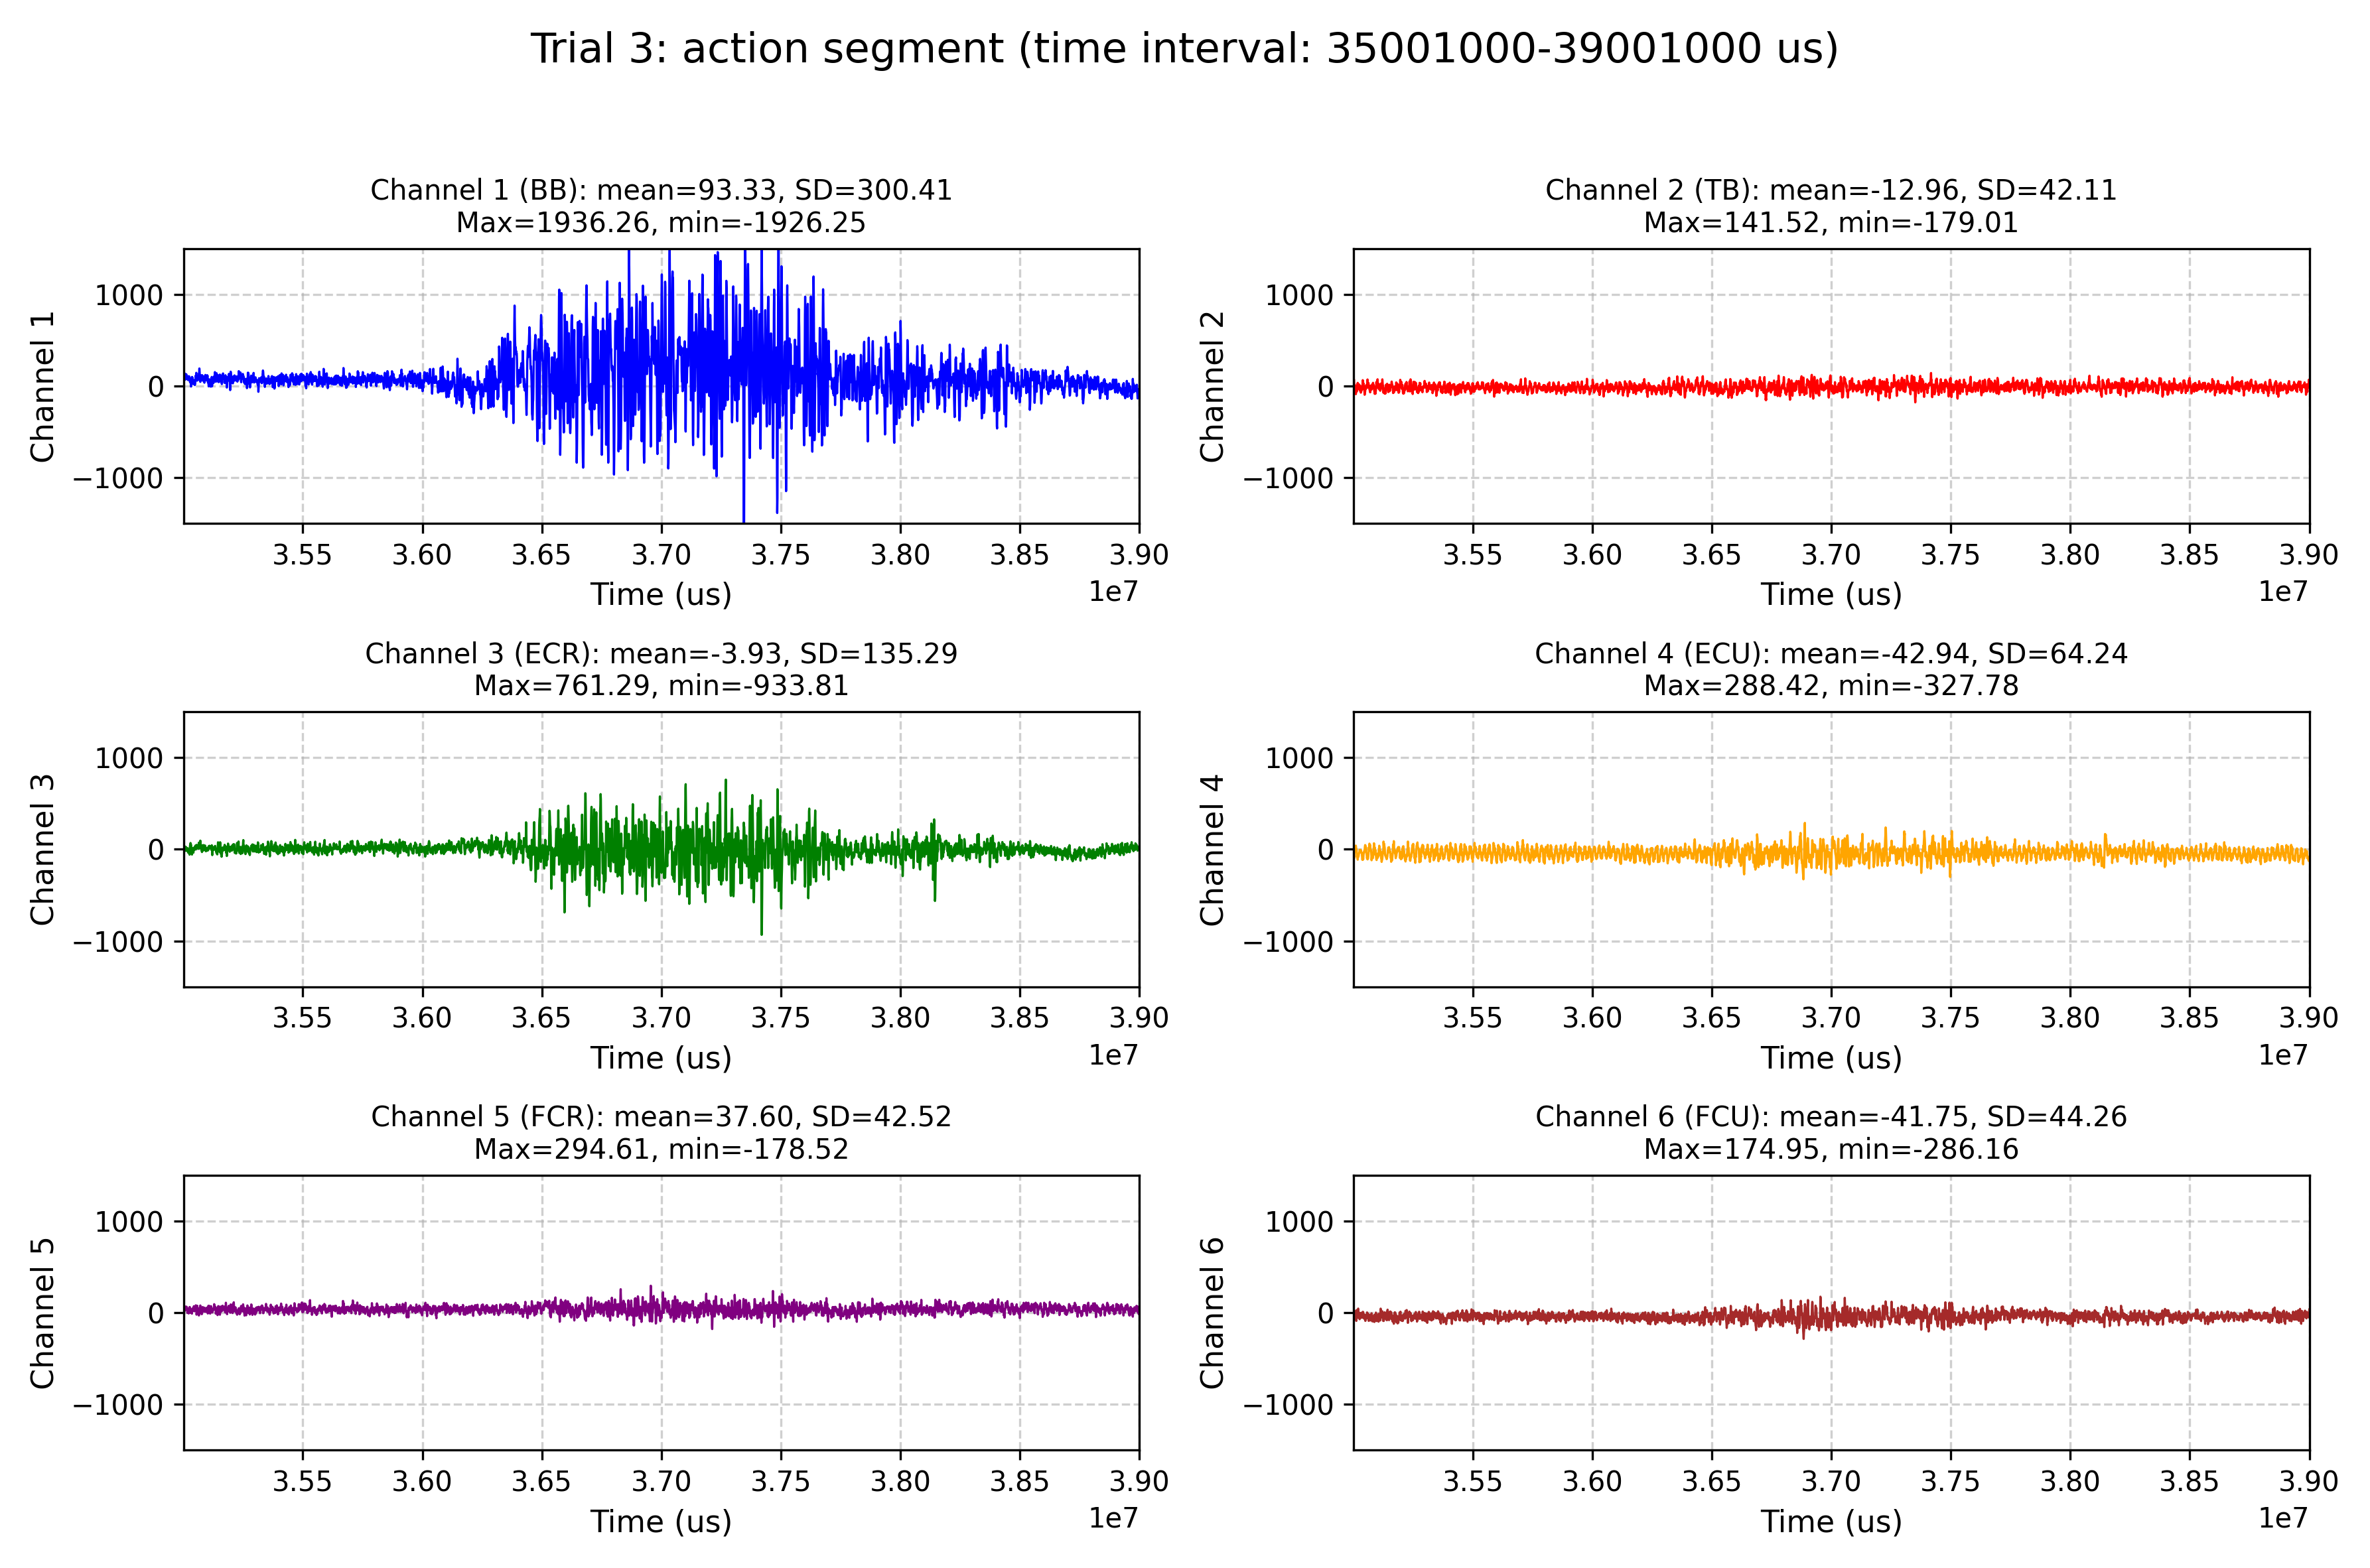 Trial 3: action segment (time interval: 35001000-39001000 us)
Channel 1 (BB): mean=93.33, SD=300.41
Max=1936.26, min=-1926.25
Channel 1
1000
0
−1000
3.55 3.60 3.65 3.70 3.75 3.80 3.85 3.90
Time (us)
1e7
Channel 2 (TB): mean=-12.96, SD=42.11
Max=141.52, min=-179.01
Channel 2
1000
0
−1000
3.55 3.60 3.65 3.70 3.75 3.80 3.85 3.90
Time (us)
1e7
Channel 3 (ECR): mean=-3.93, SD=135.29
Max=761.29, min=-933.81
Channel 3
1000
0
−1000
3.55 3.60 3.65 3.70 3.75 3.80 3.85 3.90
Time (us)
1e7
Channel 4 (ECU): mean=-42.94, SD=64.24
Max=288.42, min=-327.78
Channel 4
1000
0
−1000
3.55 3.60 3.65 3.70 3.75 3.80 3.85 3.90
Time (us)
1e7
Channel 5 (FCR): mean=37.60, SD=42.52
Max=294.61, min=-178.52
Channel 5
1000
0
−1000
3.55 3.60 3.65 3.70 3.75 3.80 3.85 3.90
Time (us)
1e7
Channel 6 (FCU): mean=-41.75, SD=44.26
Max=174.95, min=-286.16
Channel 6
1000
0
−1000
3.55 3.60 3.65 3.70 3.75 3.80 3.85 3.90
Time (us)
1e7